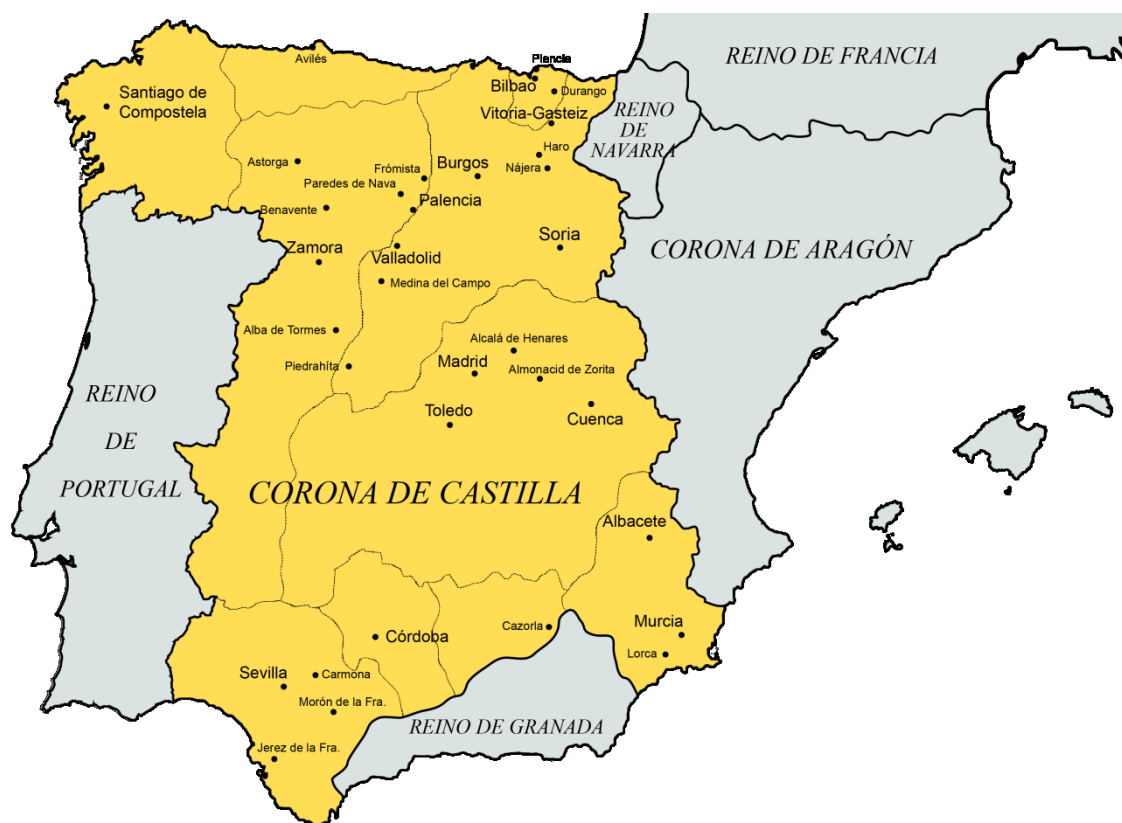 REINO DE FRANCIA
Avilés
Plencia
Bilbao
Durango
Santiago de
Compostela
Vitoria-Gasteiz
REINO
DE
NAVARRA
Haro
Astorga
Frómista
Burgos
Nájera
Paredes de Nava
Palencia
Benavente
Soria
CORONA DE ARAGÓN
Zamora
Valladolid
Medina del Campo
Alba de Tormes
Alcalá de Henares
Piedrahíta
Madrid
Almonacid de Zorita
REINO
DE
PORTUGAL
Toledo
Cuenca
CORONA DE CASTILLA
Albacete
Cazorla
Murcia
Córdoba
Lorca
Sevilla
Carmona
Morón de la Fra.
REINO DE GRANADA
Jerez de la Fra.